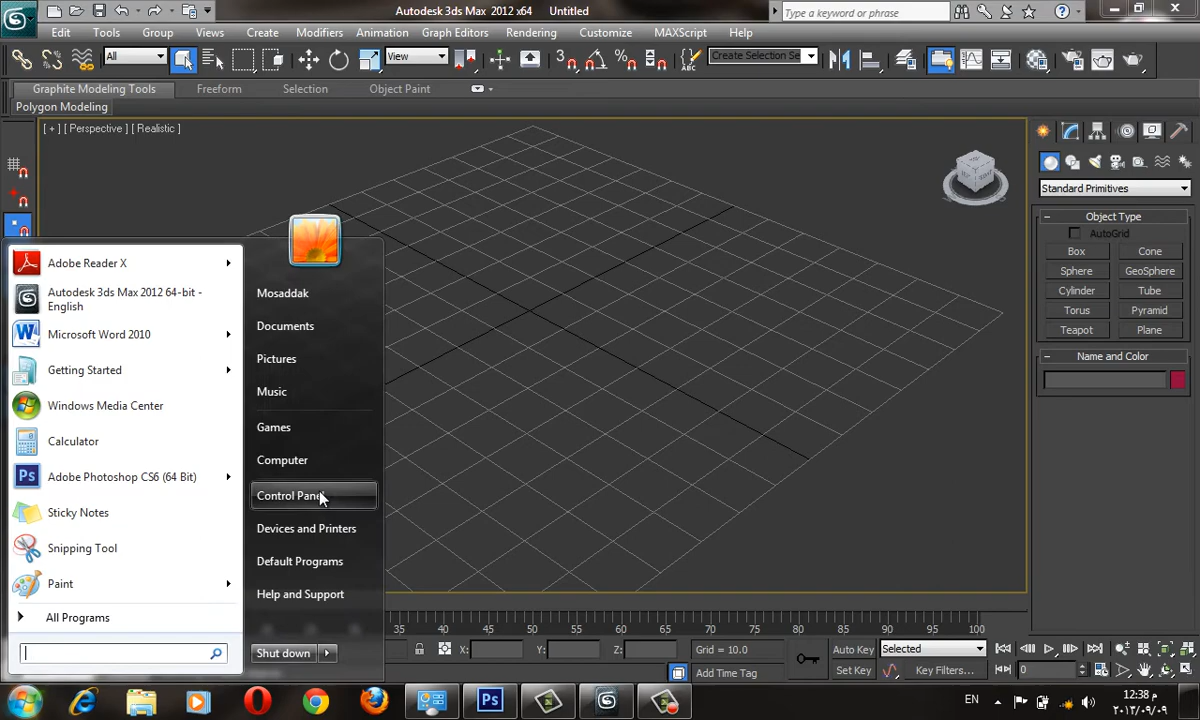 Autodesk 3ds Max 2012 x64 Untitled
Type a keyword or phrase
Edit Tools Group Views Create Modifiers Animation Graph Editors Rendering Customize MAXScript Help
All
View
3
Create Selection Se
Graphite Modeling Tools Freeform Selection Object Paint
Polygon Modeling
[ + ] [ Perspective ] [ Realistic ]
Standard Primitives
Object Type
AutoGrid
Box Cone
Sphere GeoSphere
Cylinder Tube
Torus Pyramid
Teapot Plane
Name and Color
Adobe Reader X
Autodesk 3ds Max 2012 64-bit -
English
Microsoft Word 2010
Getting Started
Windows Media Center
Calculator
Adobe Photoshop CS6 (64 Bit)
Sticky Notes
Snipping Tool
Paint
All Programs
Mosaddak
Documents
Pictures
Music
Games
Computer
Control Panel
Devices and Printers
Default Programs
Help and Support
Shut down
35 40 45 50 55 60 65 70 75 80 85 90 95 100
X: Y: Z: Grid = 10.0 Auto Key Selected
Add Time Tag Set Key Key Filters... 0
Ps
EN
12:38 م
٢٠١٣/٠٩/٠٩